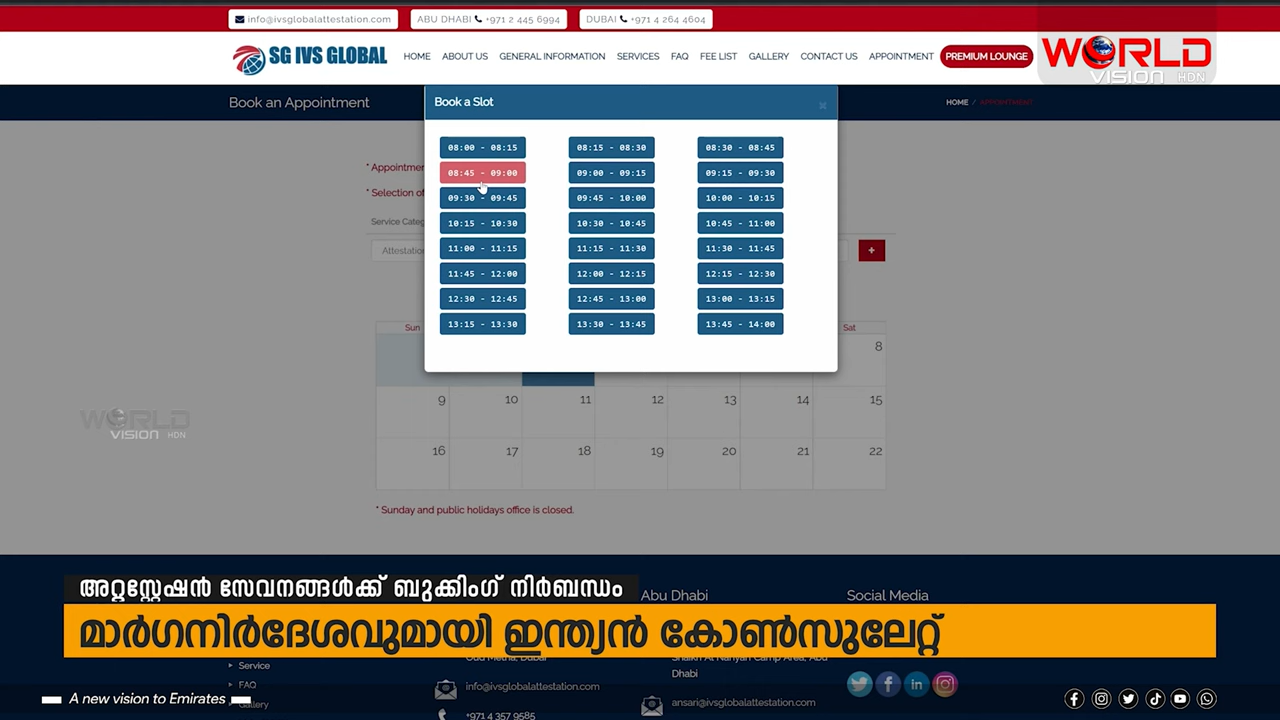 info@ivsglobalattestation.com
ABU DHABI +971 2 445 6994
DUBAI +971 4 264 4604
SG IVS GLOBAL
HOME ABOUT US GENERAL INFORMATION SERVICES FAQ FEE LIST GALLERY CONTACT US APPOINTMENT PREMIUM LOUNGE
WORLD
VISION HDN
Book an Appointment
HOME / APPOINTMENT
Book a Slot
×
08:00 - 08:15 08:15 - 08:30 08:30 - 08:45
08:45 - 09:00 09:00 - 09:15 09:15 - 09:30
09:30 - 09:45 09:45 - 10:00 10:00 - 10:15
10:15 - 10:30 10:30 - 10:45 10:45 - 11:00
11:00 - 11:15 11:15 - 11:30 11:30 - 11:45
11:45 - 12:00 12:00 - 12:15 12:15 - 12:30
12:30 - 12:45 12:45 - 13:00 13:00 - 13:15
13:15 - 13:30 13:30 - 13:45 13:45 - 14:00
* Selection of
+
Sun Sat
8
9 10 11 12 13 14 15
16 17 18 19 20 21 22
WORLD
VISION HDN
* Sunday and public holidays office is closed.
അറ്റസ്റ്റേഷൻ സേവനങ്ങൾക്ക് ബുക്കിംഗ് നിർബന്ധം
Abu Dhabi
Social Media
മാർഗനിർദേശവുമായി ഇന്ത്യൻ കോൺസുലേറ്റ്
Service
FAQ
Gallery
Oud Metha, Dubai
info@ivsglobalattestation.com
+971 4 357 9585
Shaikh Al Nahyan Camp Area, Abu
Dhabi
ansari@ivsglobalattestation.com
A new vision to Emirates